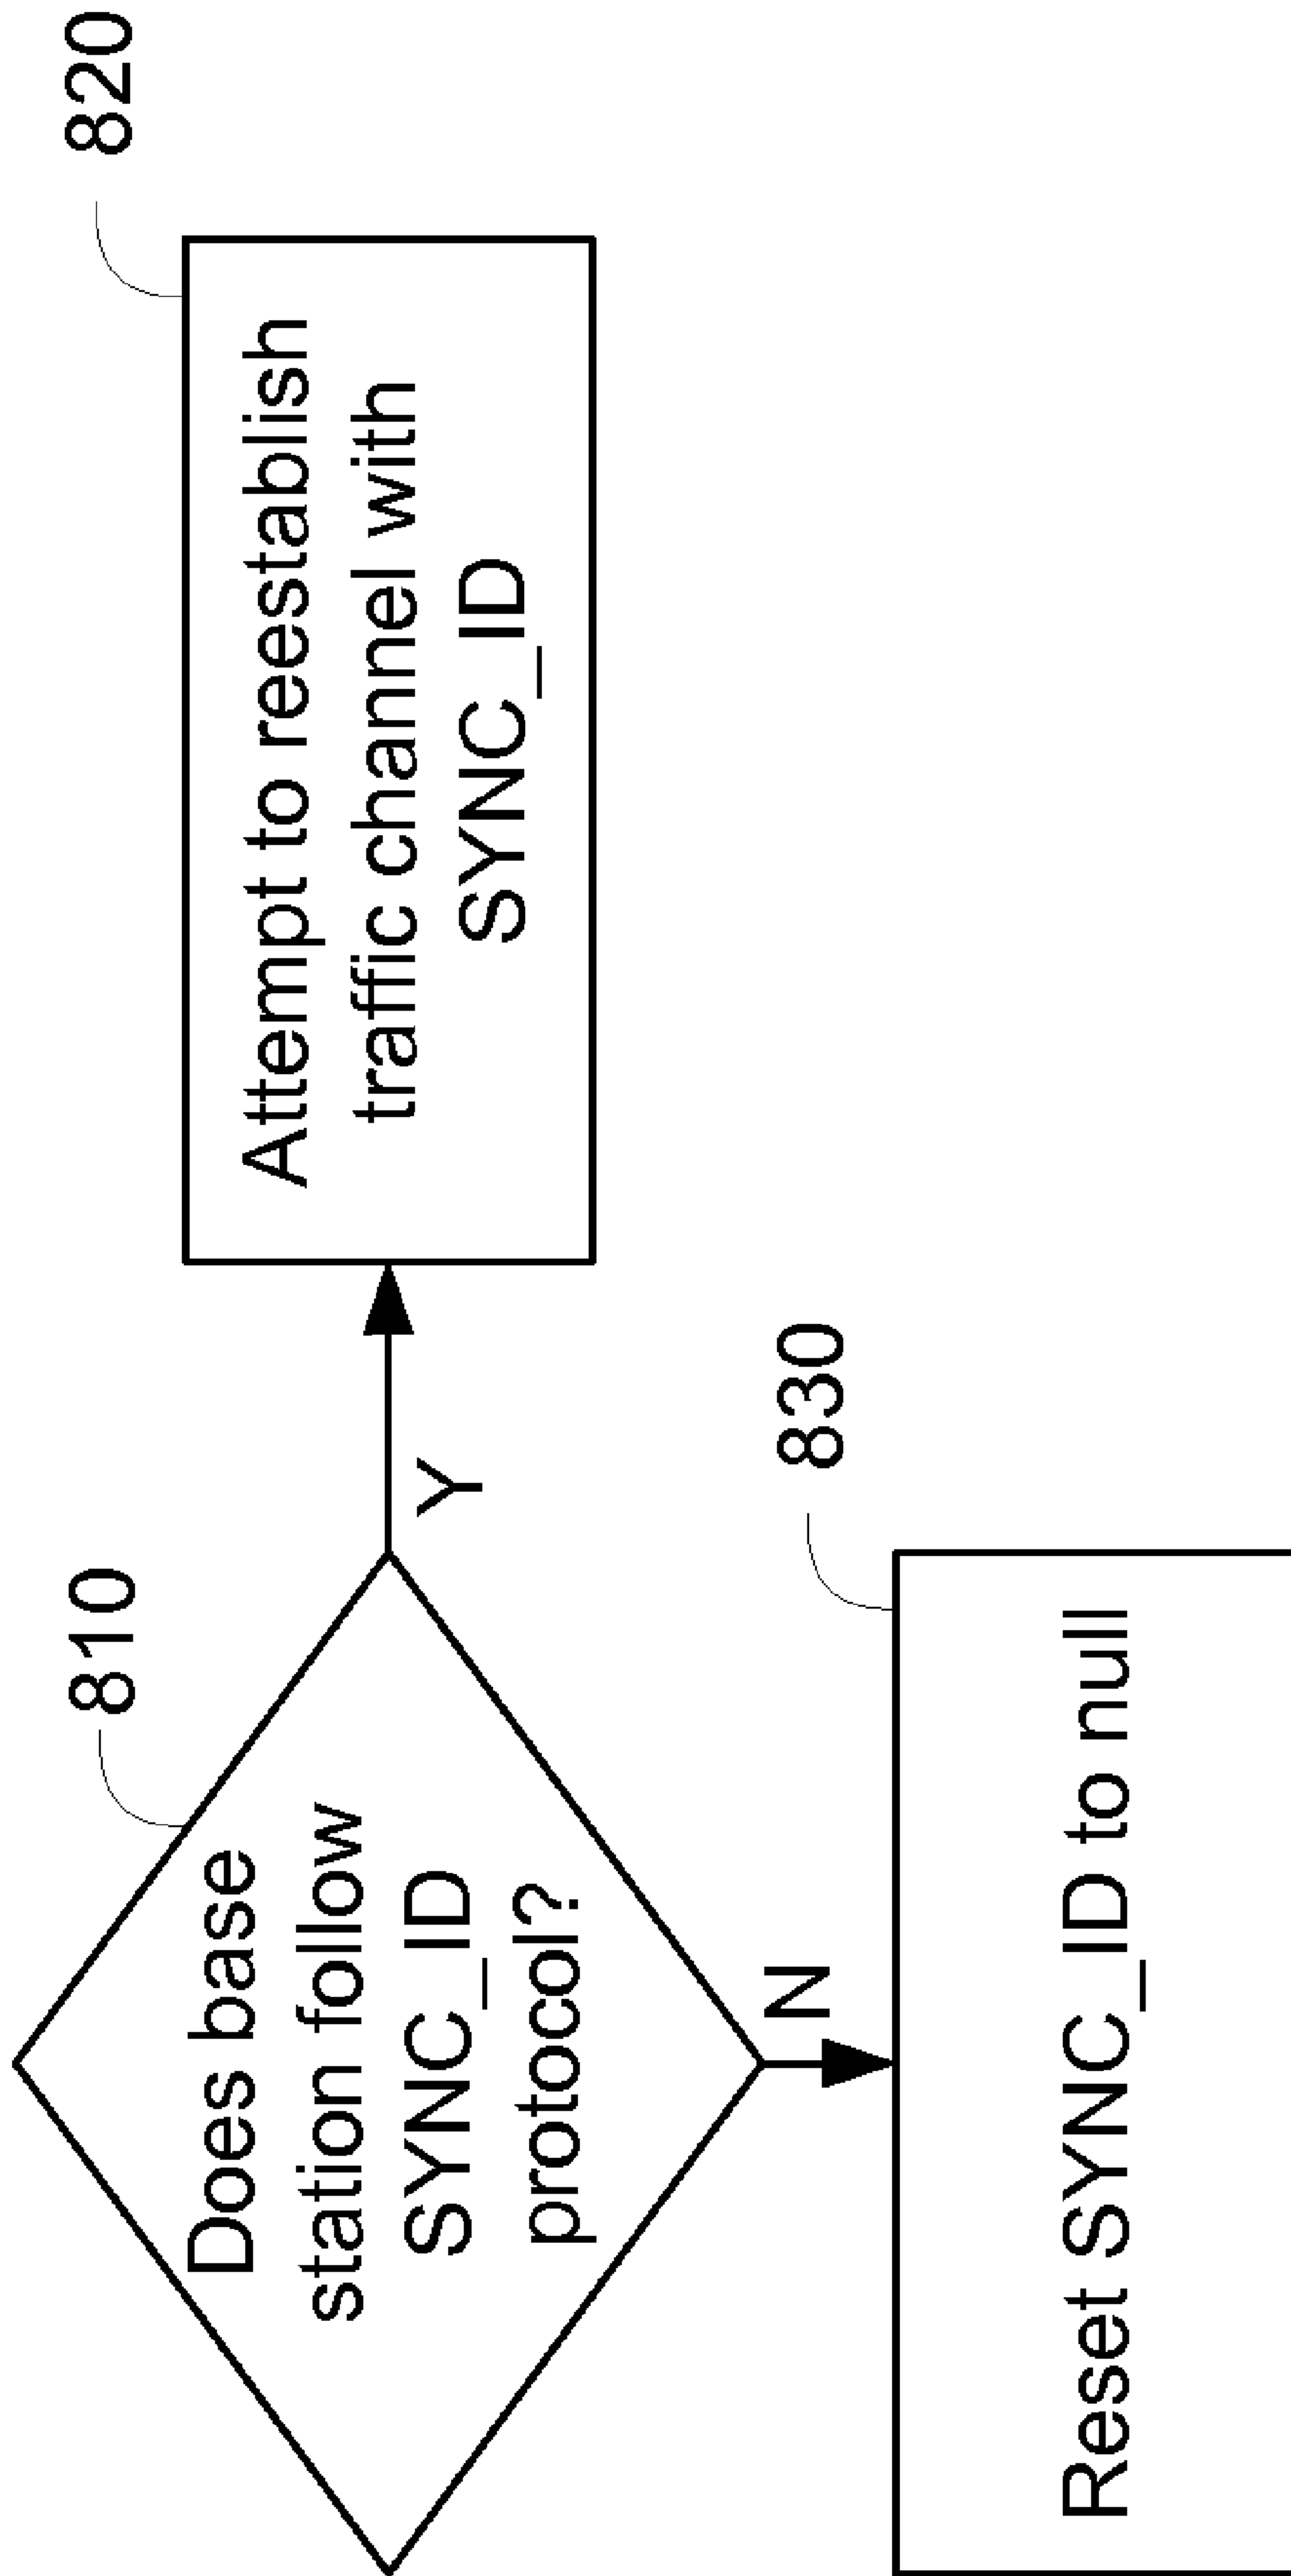 810
Does base
station follow
SYNC_ID
protocol?
Y
820
Attempt to reestablish
traffic channel with
SYNC_ID
N
830
Reset SYNC_ID to null